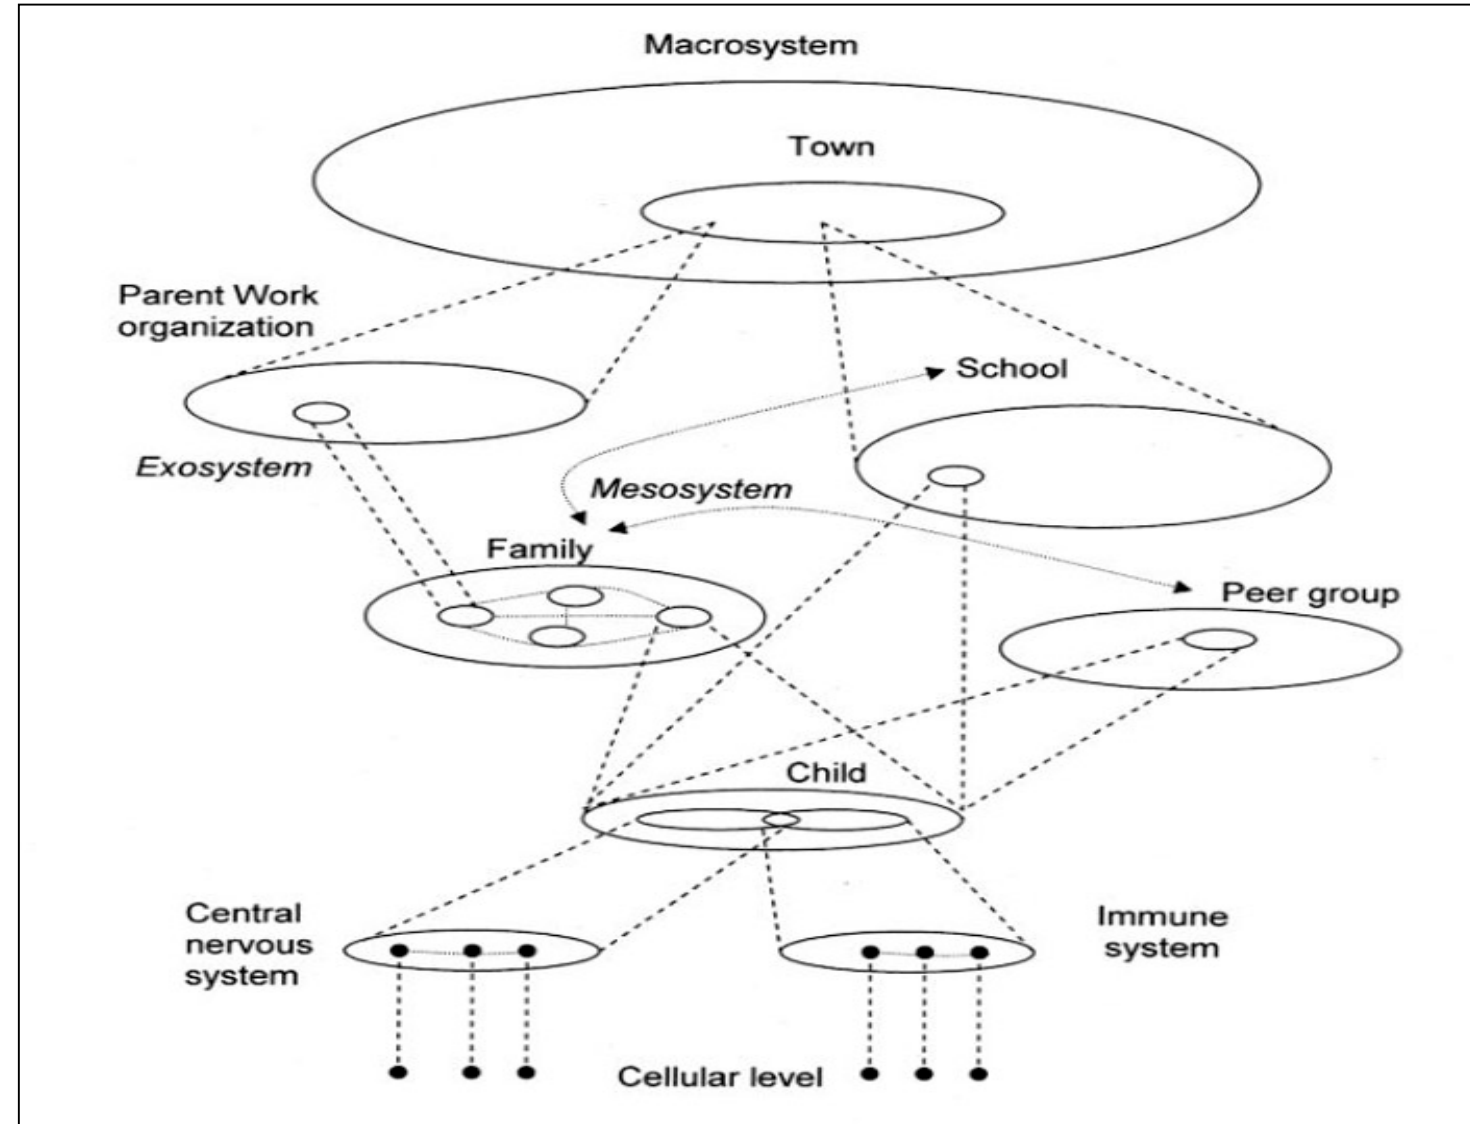 Macrosystem
Town
Parent Work
organization
School
Exosystem
Mesosystem
Family
Peer group
Child
Central
nervous
system
Immune
system
Cellular level